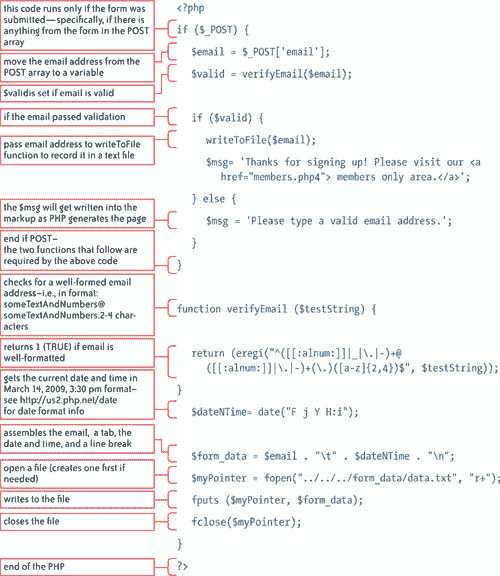 this code runs only if the form was
submitted—specifically, if there is
anything from the form in the POST
array
<?php
if ($_POST) {
move the email address from the
POST array to a variable
$email = $_POST['email'];
$validis set if email is valid
$valid = verifyEmail($email);
if the email passed validation
if ($valid) {
pass email address to writeToFile
function to record it in a text file
writeToFile($email);
$msg= 'Thanks for signing up! Please visit our <a
href="members.php4"> members only area.</a>';
} else {
the $msg will get written into the
markup as PHP generates the page
$msg = 'Please type a valid email address.';
}
end if POST–
the two functions that follow are
required by the above code
}
checks for a well-formed email
address–i.e., in format:
someTextAndNumbers@
someTextAndNumbers.2-4 char-
acters
function verifyEmail ($testString) {
returns 1 (TRUE) if email is
well-formatted
return (eregi("^([[:alnum:]]|_|\.|-)+@
([[:alnum:]]|\.|-)+(\.)([a-z]{2,4})$", $testString));
}
gets the current date and time in
March 14, 2009, 3:30 pm format–
see http://us2.php.net/date
for date format info
$dateNTime= date("F j Y H:i");
assembles the email, a tab, the
date and time, and a line break
$form_data = $email . "\t" . $dateNTime . "\n";
open a file (creates one first if
needed)
$myPointer = fopen("../../../form_data/data.txt", "r+");
writes to the file
fputs ($myPointer, $form_data);
closes the file
fclose($myPointer);
}
end of the PHP
?>